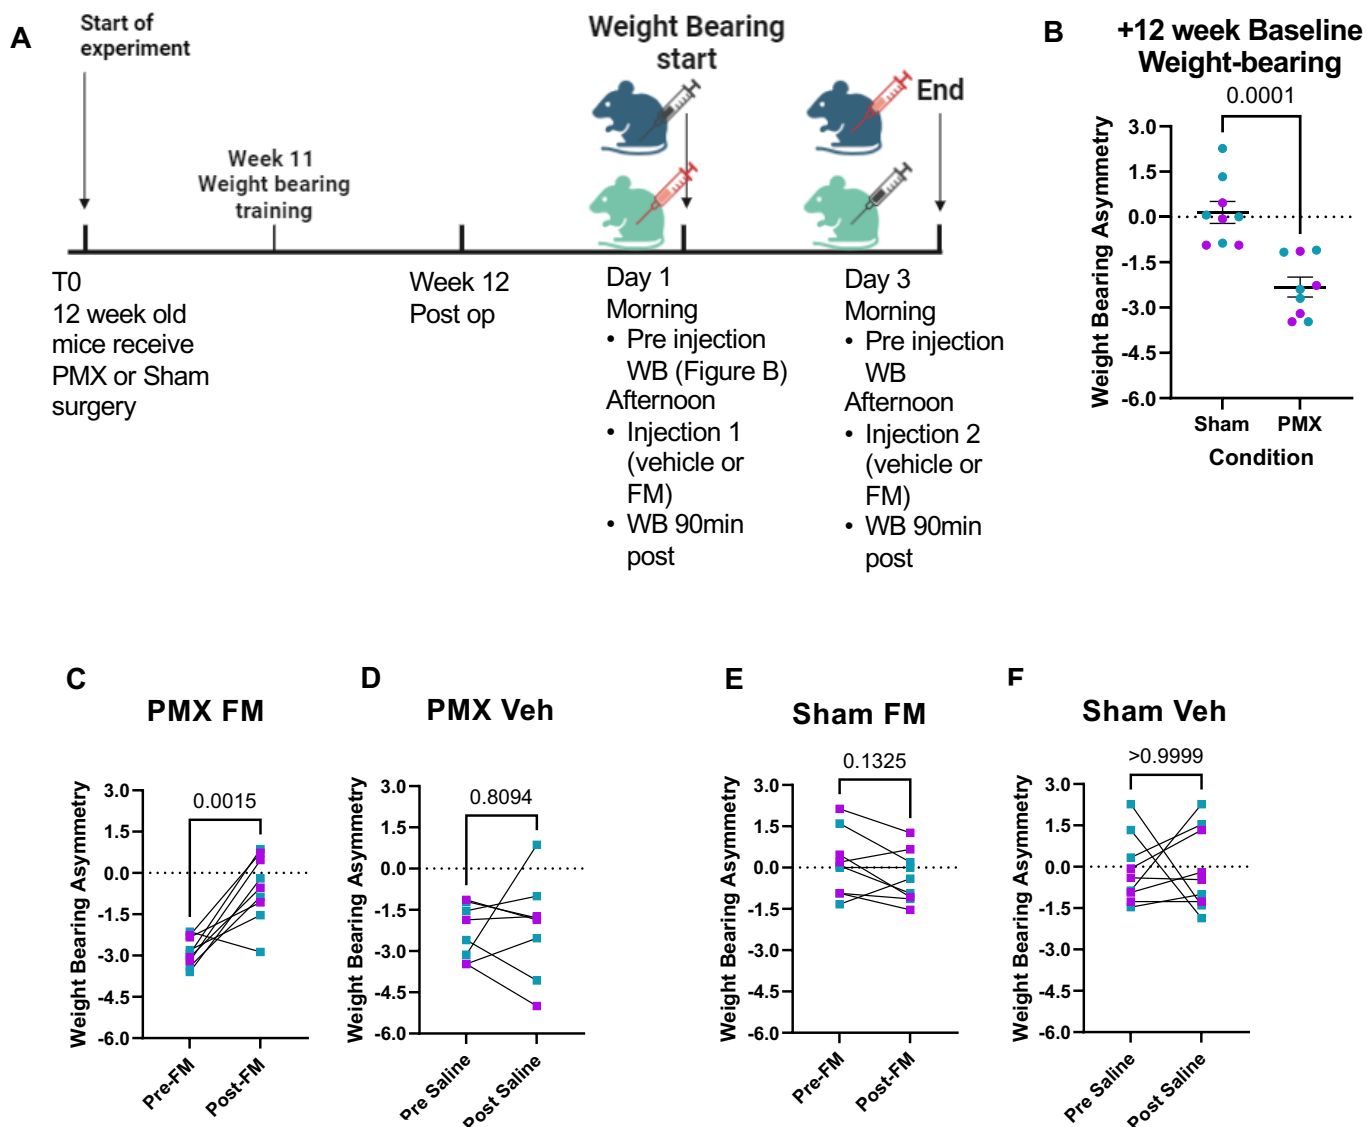 A
Start of
experiment
Week 11
Weight bearing
training
Weight Bearing
start
End
T0
12 week old
mice receive
PMX or Sham
surgery
Week 12
Post op
Day 1
Morning
• Pre injection
WB (Figure B)
Afternoon
• Injection 1
(vehicle or
FM)
• WB 90min
post
Day 3
Morning
• Pre injection
WB
Afternoon
• Injection 2
(vehicle or
FM)
• WB 90min
post
B
+12 week Baseline
Weight-bearing
0.0001
Weight Bearing Asymmetry
3.0
1.5
0.0
-1.5
-3.0
-4.5
-6.0
Sham
PMX
Condition
C
PMX FM
0.0015
Weight Bearing Asymmetry
3.0
1.5
0.0
-1.5
-3.0
-4.5
-6.0
Pre-FM
Post-FM
D
PMX Veh
0.8094
Weight Bearing Asymmetry
3.0
1.5
0.0
-1.5
-3.0
-4.5
-6.0
Pre Saline
Post Saline
E
Sham FM
0.1325
Weight Bearing Asymmetry
3.0
1.5
0.0
-1.5
-3.0
-4.5
-6.0
Pre-FM
Post-FM
F
Sham Veh
>0.9999
Weight Bearing Asymmetry
3.0
1.5
0.0
-1.5
-3.0
-4.5
-6.0
Pre Saline
Post Saline